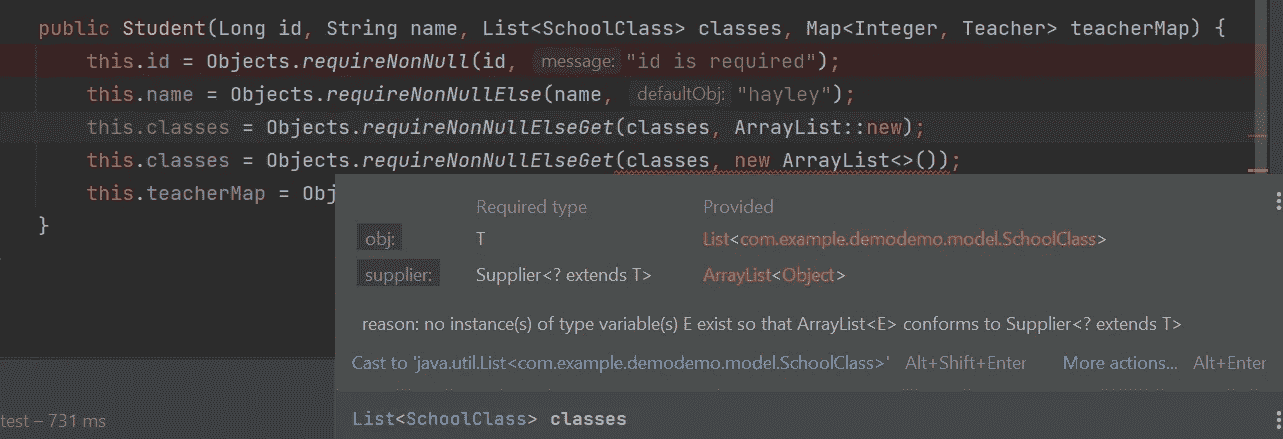 public Student(Long id, String name, List<SchoolClass> classes, Map<Integer, Teacher> teacherMap) {
this.id = Objects.requireNonNull(id, message: "id is required");
this.name = Objects.requireNonNullElse(name, defaultObj: "hayley");
this.classes = Objects.requireNonNullElseGet(classes, ArrayList::new);
this.classes = Objects.requireNonNullElseGet(classes, new ArrayList<>());
this.teacherMap = Obj
}
Required type Provided
obj: T List<com.example.demodemo.model.SchoolClass>
supplier: Supplier<? extends T> ArrayList<Object>
reason: no instance(s) of type variable(s) E exist so that ArrayList<E> conforms to Supplier<? extends T>
Cast to 'java.util.List<com.example.demodemo.model.SchoolClass>' Alt+Shift+Enter More actions... Alt+Enter
test – 731 ms
List<SchoolClass> classes